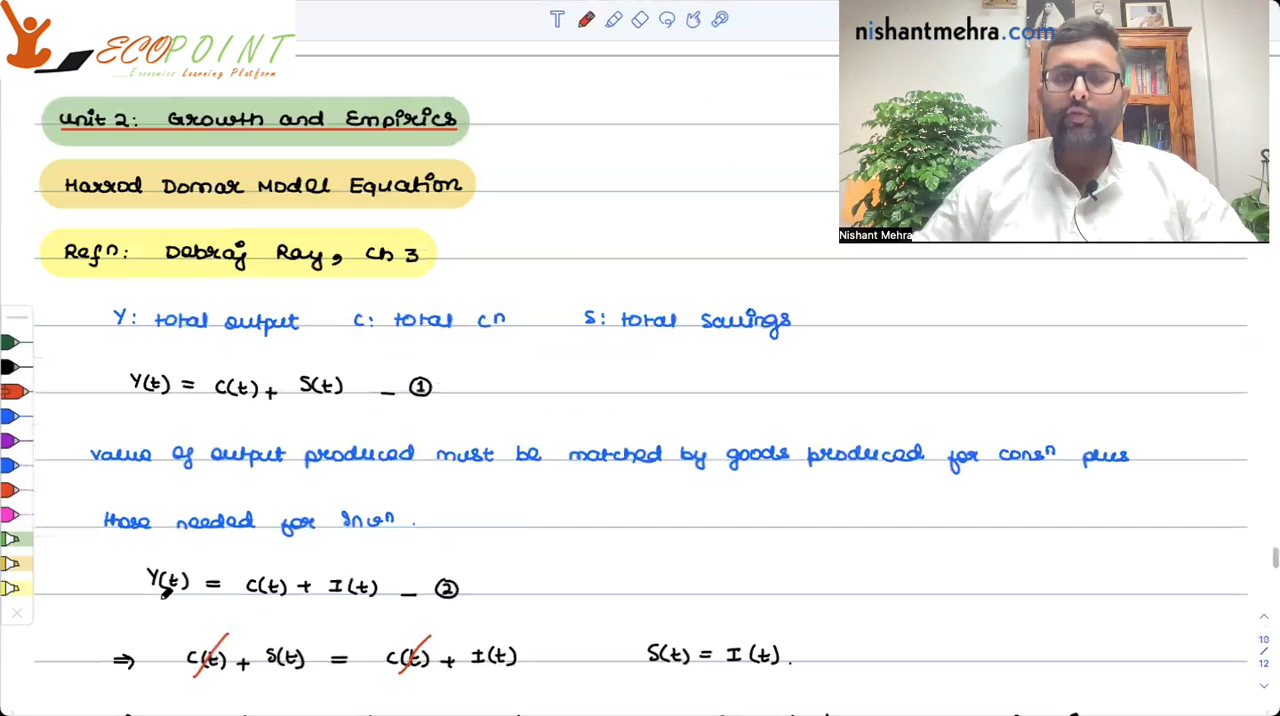 ECOPOINT
.....Economics Learning Platform
T
nishantmehra.com
Nishant Mehra
Unit 2: Growth and Empirics
Harrod Domar Model Equation
Refⁿ: Debraj Ray, Ch 3
Y: total output C: total cⁿ S: total savings
Y(t) = C(t) + S(t) — ①
value of output produced must be matched by goods produced for consⁿ plus
those needed for Invⁿ.
Y(t) = C(t) + I(t) — ②
⇒ C(t) + S(t) = C(t) + I(t) S(t) = I(t).
10
/
12